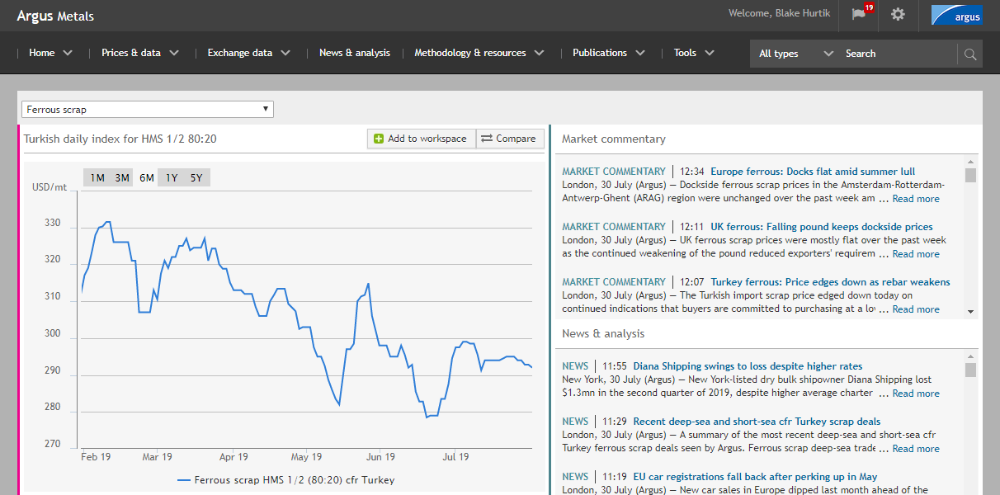 Argus Metals
Welcome, Blake Hurtik
19
argus
Home
Prices & data
Exchange data
News & analysis
Methodology & resources
Publications
Tools
All types
Search
Ferrous scrap
Turkish daily index for HMS 1/2 80:20
Add to workspace
Compare
1M 3M 6M 1Y 5Y
USD/mt
330
320
310
300
290
280
270
Feb 19 Mar 19 Apr 19 May 19 Jun 19 Jul 19
Ferrous scrap HMS 1/2 (80:20) cfr Turkey
Market commentary
MARKET COMMENTARY | 12:34 Europe ferrous: Docks flat amid summer lull
London, 30 July (Argus) — Dockside ferrous scrap prices in the Amsterdam-Rotterdam-
Antwerp-Ghent (ARAG) region were unchanged over the past week am ... Read more
MARKET COMMENTARY | 12:11 UK ferrous: Falling pound keeps dockside prices
London, 30 July (Argus) — UK ferrous scrap prices were mostly flat over the past week
as the continued weakening of the pound reduced exporters' requirem ... Read more
MARKET COMMENTARY | 12:07 Turkey ferrous: Price edges down as rebar weakens
London, 30 July (Argus) — The Turkish import scrap price edged down today on
continued indications that buyers are committed to purchasing at a lo ... Read more
News & analysis
NEWS | 11:55 Diana Shipping swings to loss despite higher rates
New York, 30 July (Argus) — New York-listed dry bulk shipowner Diana Shipping lost
$1.3mn in the second quarter of 2019, despite higher average charter ... Read more
NEWS | 11:29 Recent deep-sea and short-sea cfr Turkey scrap deals
London, 30 July (Argus) — A summary of the most recent deep-sea and short-sea cfr
Turkey ferrous scrap deals seen by Argus. Ferrous scrap deep-sea trade ... Read more
NEWS | 11:19 EU car registrations fall back after perking up in May
London, 30 July (Argus) — New car sales in Europe dipped last month ahead of the